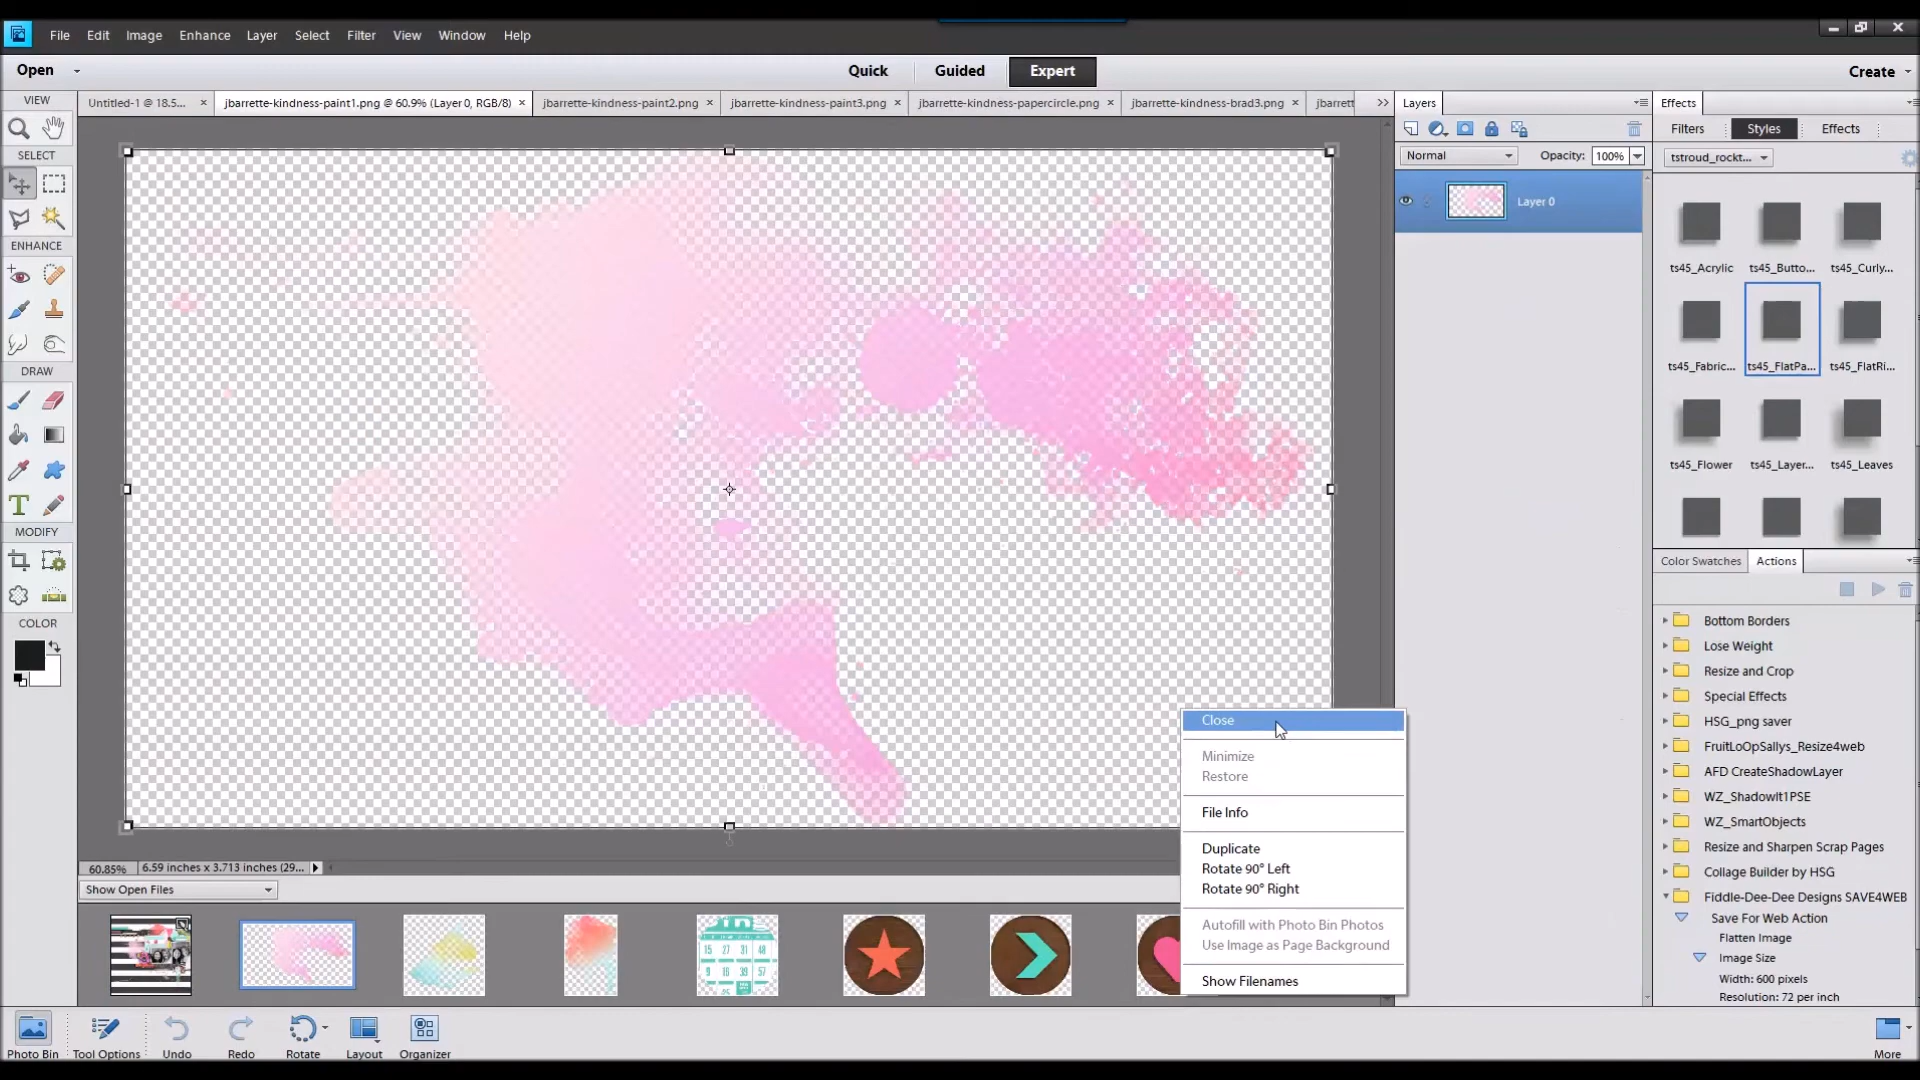 File Edit Image Enhance Layer Select Filter View Window Help
Open Quick Guided Expert Create
VIEW
Untitled-1 @ 18.5... × jbarrette-kindness-paint1.png @ 60.9% (Layer 0, RGB/8) × jbarrette-kindness-paint2.png × jbarrette-kindness-paint3.png × jbarrette-kindness-papercircle.png × jbarrette-kindness-brad3.png × jbarrett
Layers
Effects
Filters Styles Effects
SELECT
Normal Opacity: 100%
tstroud_rockt...
Layer 0
ENHANCE
ts45_Acrylic ts45_Butto... ts45_Curly...
ts45_Fabric... ts45_FlatPa... ts45_FlatRi...
DRAW
ts45_Flower ts45_Layer... ts45_Leaves
T
MODIFY
Color Swatches Actions
COLOR
Bottom Borders
Lose Weight
Resize and Crop
Special Effects
HSG_png saver
FruitLoOpSallys_Resize4web
AFD CreateShadowLayer
WZ_ShadowIt1PSE
WZ_SmartObjects
Resize and Sharpen Scrap Pages
Collage Builder by HSG
Fiddle-Dee-Dee Designs SAVE4WEB
Save For Web Action
Flatten Image
Image Size
Width: 600 pixels
Resolution: 72 per inch
Close
Minimize
Restore
File Info
Duplicate
Rotate 90° Left
Rotate 90° Right
Autofill with Photo Bin Photos
Use Image as Page Background
Show Filenames
60.85% 6.59 inches x 3.713 inches (29...
Show Open Files
15 27 31 48
9 16 39 57
Photo Bin Tool Options Undo Redo Rotate Layout Organizer More